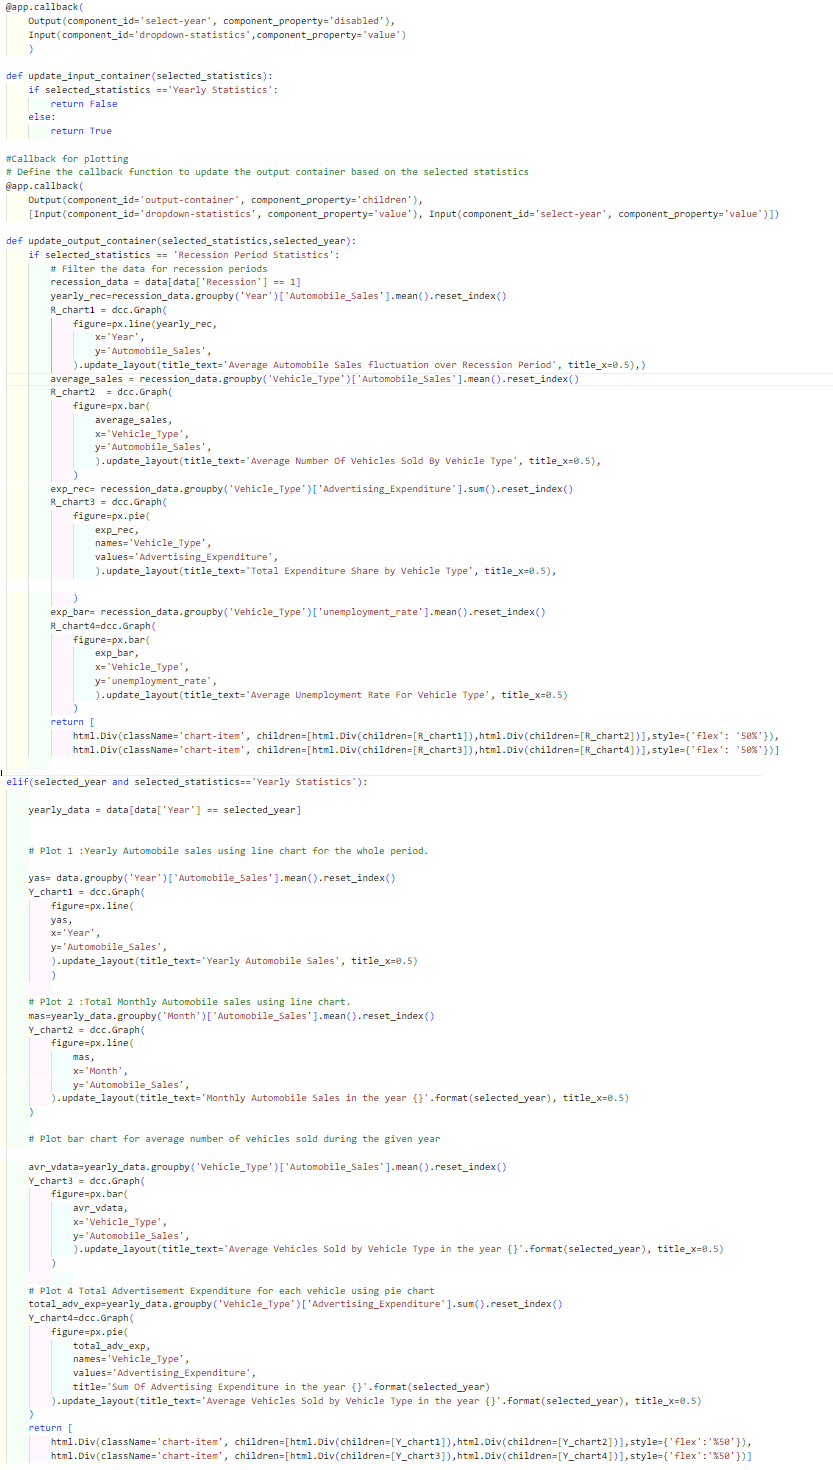 @app.callback(
    Output(component_id='select-year', component_property='disabled'),
    Input(component_id='dropdown-statistics',component_property='value')
    )

def update_input_container(selected_statistics):
    if selected_statistics =='Yearly Statistics':
        return False
    else:
        return True

#Callback for plotting
# Define the callback function to update the output container based on the selected statistics
@app.callback(
    Output(component_id='output-container', component_property='children'),
    [Input(component_id='dropdown-statistics', component_property='value'), Input(component_id='select-year', component_property='value')])

def update_output_container(selected_statistics,selected_year):
    if selected_statistics == 'Recession Period Statistics':
        # Filter the data for recession periods
        recession_data = data[data['Recession'] == 1]
        yearly_rec=recession_data.groupby('Year')['Automobile_Sales'].mean().reset_index()
        R_chart1 = dcc.Graph(
            figure=px.line(yearly_rec,
                x='Year',
                y='Automobile_Sales',
            ).update_layout(title_text='Average Automobile Sales fluctuation over Recession Period', title_x=0.5),)
        average_sales = recession_data.groupby('Vehicle_Type')['Automobile_Sales'].mean().reset_index()
        R_chart2  = dcc.Graph(
            figure=px.bar(
                average_sales,
                x='Vehicle_Type',
                y='Automobile_Sales',
                ).update_layout(title_text='Average Number Of Vehicles Sold By Vehicle Type', title_x=0.5),
            )
        exp_rec= recession_data.groupby('Vehicle_Type')['Advertising_Expenditure'].sum().reset_index()
        R_chart3 = dcc.Graph(
            figure=px.pie(
                exp_rec,
                names='Vehicle_Type',
                values='Advertising_Expenditure',
                ).update_layout(title_text='Total Expenditure Share by Vehicle Type', title_x=0.5),

            )
        exp_bar= recession_data.groupby('Vehicle_Type')['unemployment_rate'].mean().reset_index()
        R_chart4=dcc.Graph(
            figure=px.bar(
                exp_bar,
                x='Vehicle_Type',
                y='unemployment_rate',
                ).update_layout(title_text='Average Unemployment Rate For Vehicle Type', title_x=0.5)
            )
        return [
            html.Div(className='chart-item', children=[html.Div(children=[R_chart1]),html.Div(children=[R_chart2])],style={'flex': '50%'}),
            html.Div(className='chart-item', children=[html.Div(children=[R_chart3]),html.Div(children=[R_chart4])],style={'flex': '50%'})]

elif(selected_year and selected_statistics=='Yearly Statistics'):

    yearly_data = data[data['Year'] == selected_year]

    # Plot 1 :Yearly Automobile sales using line chart for the whole period.

    yas= data.groupby('Year')['Automobile_Sales'].mean().reset_index()
    Y_chart1 = dcc.Graph(
        figure=px.line(
        yas,
        x='Year',
        y='Automobile_Sales',
        ).update_layout(title_text='Yearly Automobile Sales', title_x=0.5)
        )

    # Plot 2 :Total Monthly Automobile sales using line chart.
    mas=yearly_data.groupby('Month')['Automobile_Sales'].mean().reset_index()
    Y_chart2 = dcc.Graph(
        figure=px.line(
            mas,
            x='Month',
            y='Automobile_Sales',
        ).update_layout(title_text='Monthly Automobile Sales in the year {}'.format(selected_year), title_x=0.5)
    )

    # Plot bar chart for average number of vehicles sold during the given year

    avr_vdata=yearly_data.groupby('Vehicle_Type')['Automobile_Sales'].mean().reset_index()
    Y_chart3 = dcc.Graph(
        figure=px.bar(
            avr_vdata,
            x='Vehicle_Type',
            y='Automobile_Sales',
            ).update_layout(title_text='Average Vehicles Sold by Vehicle Type in the year {}'.format(selected_year), title_x=0.5)
        )

    # Plot 4 Total Advertisement Expenditure for each vehicle using pie chart
    total_adv_exp=yearly_data.groupby('Vehicle_Type')['Advertising_Expenditure'].sum().reset_index()
    Y_chart4=dcc.Graph(
        figure=px.pie(
            total_adv_exp,
            names='Vehicle_Type',
            values='Advertising_Expenditure',
            title='Sum Of Advertising Expenditure in the year {}'.format(selected_year)
        ).update_layout(title_text='Average Vehicles Sold by Vehicle Type in the year {}'.format(selected_year), title_x=0.5)
    )
    return [
        html.Div(className='chart-item', children=[html.Div(children=[Y_chart1]),html.Div(children=[Y_chart2])],style={'flex':'%50'}),
        html.Div(className='chart-item', children=[html.Div(children=[Y_chart3]),html.Div(children=[Y_chart4])],style={'flex':'%50'})]